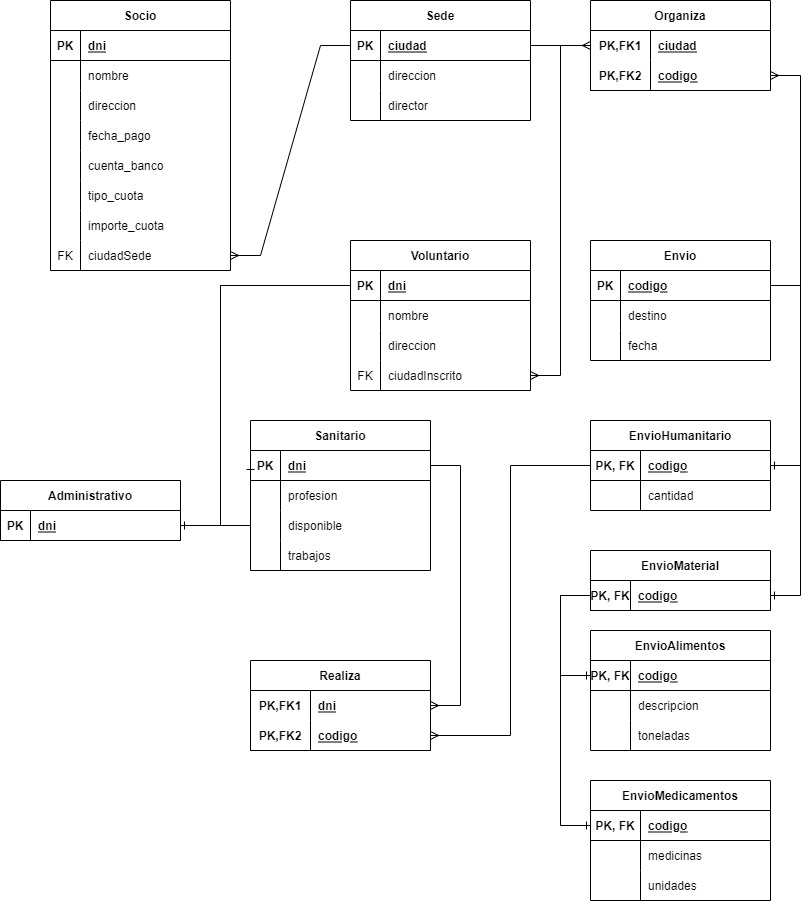 Socio
PK dni
nombre
direccion
fecha_pago
cuenta_banco
tipo_cuota
importe_cuota
FK ciudadSede
Sede
PK ciudad
direccion
director
Organiza
PK,FK1 ciudad
PK,FK2 codigo
Voluntario
PK dni
nombre
direccion
FK ciudadInscrito
Envio
PK codigo
destino
fecha
Sanitario
PK dni
profesion
disponible
trabajos
EnvioHumanitario
PK, FK codigo
cantidad
Administrativo
PK dni
EnvioMaterial
PK, FK codigo
EnvioAlimentos
PK, FK codigo
descripcion
toneladas
Realiza
PK,FK1 dni
PK,FK2 codigo
EnvioMedicamentos
PK, FK codigo
medicinas
unidades